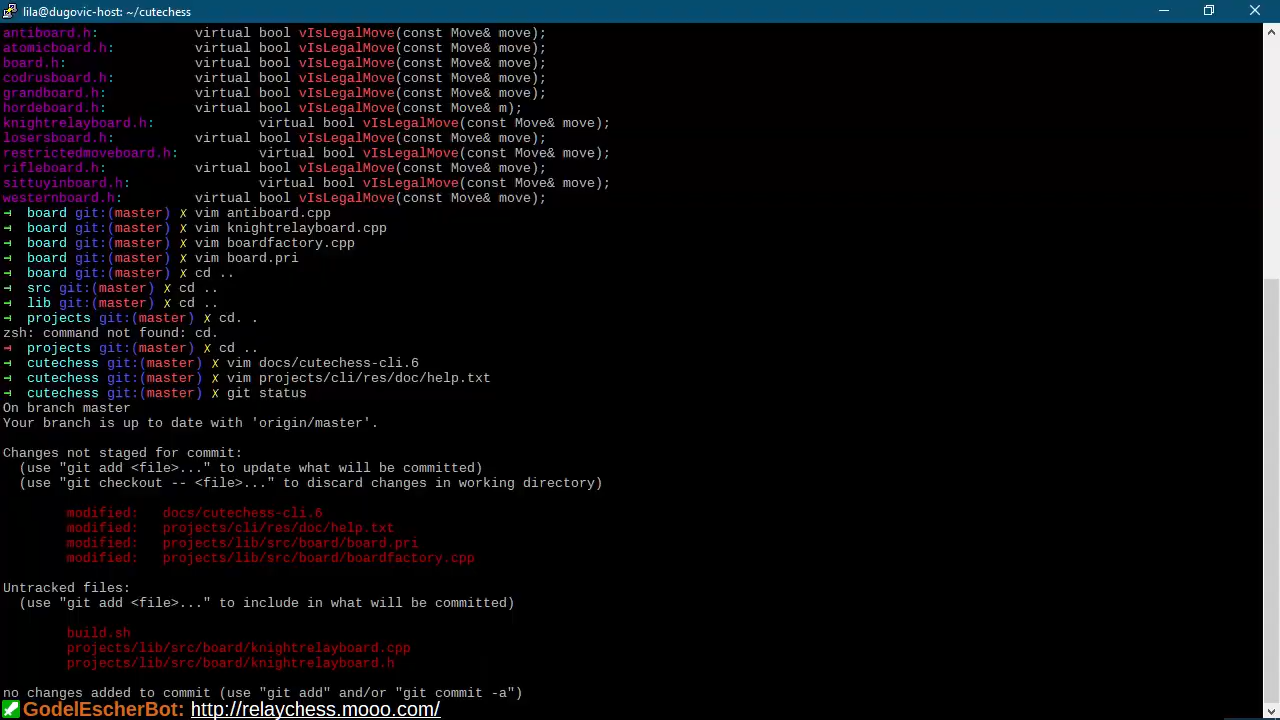 lila@dugovic-host: ~/cutechess
antiboard.h:            virtual bool vIsLegalMove(const Move& move);
atomicboard.h:          virtual bool vIsLegalMove(const Move& move);
board.h:                virtual bool vIsLegalMove(const Move& move);
codrusboard.h:          virtual bool vIsLegalMove(const Move& move);
grandboard.h:           virtual bool vIsLegalMove(const Move& move);
hordeboard.h:           virtual bool vIsLegalMove(const Move& m);
knightrelayboard.h:             virtual bool vIsLegalMove(const Move& move);
losersboard.h:          virtual bool vIsLegalMove(const Move& move);
restrictedmoveboard.h:          virtual bool vIsLegalMove(const Move& move);
rifleboard.h:           virtual bool vIsLegalMove(const Move& move);
sittuyinboard.h:                virtual bool vIsLegalMove(const Move& move);
westernboard.h:         virtual bool vIsLegalMove(const Move& move);
board git:(master) ✗ vim antiboard.cpp
board git:(master) ✗ vim knightrelayboard.cpp
board git:(master) ✗ vim boardfactory.cpp
board git:(master) ✗ vim board.pri
board git:(master) ✗ cd ..
src git:(master) ✗ cd ..
lib git:(master) ✗ cd ..
projects git:(master) ✗ cd. .
zsh: command not found: cd.
projects git:(master) ✗ cd ..
cutechess git:(master) ✗ vim docs/cutechess-cli.6
cutechess git:(master) ✗ vim projects/cli/res/doc/help.txt
cutechess git:(master) ✗ git status
On branch master
Your branch is up to date with 'origin/master'.
Changes not staged for commit:
(use "git add <file>..." to update what will be committed)
(use "git checkout -- <file>..." to discard changes in working directory)
modified:   docs/cutechess-cli.6
modified:   projects/cli/res/doc/help.txt
modified:   projects/lib/src/board/board.pri
modified:   projects/lib/src/board/boardfactory.cpp
Untracked files:
(use "git add <file>..." to include in what will be committed)
build.sh
projects/lib/src/board/knightrelayboard.cpp
projects/lib/src/board/knightrelayboard.h
no changes added to commit (use "git add" and/or "git commit -a")
GodelEscherBot: http://relaychess.mooo.com/